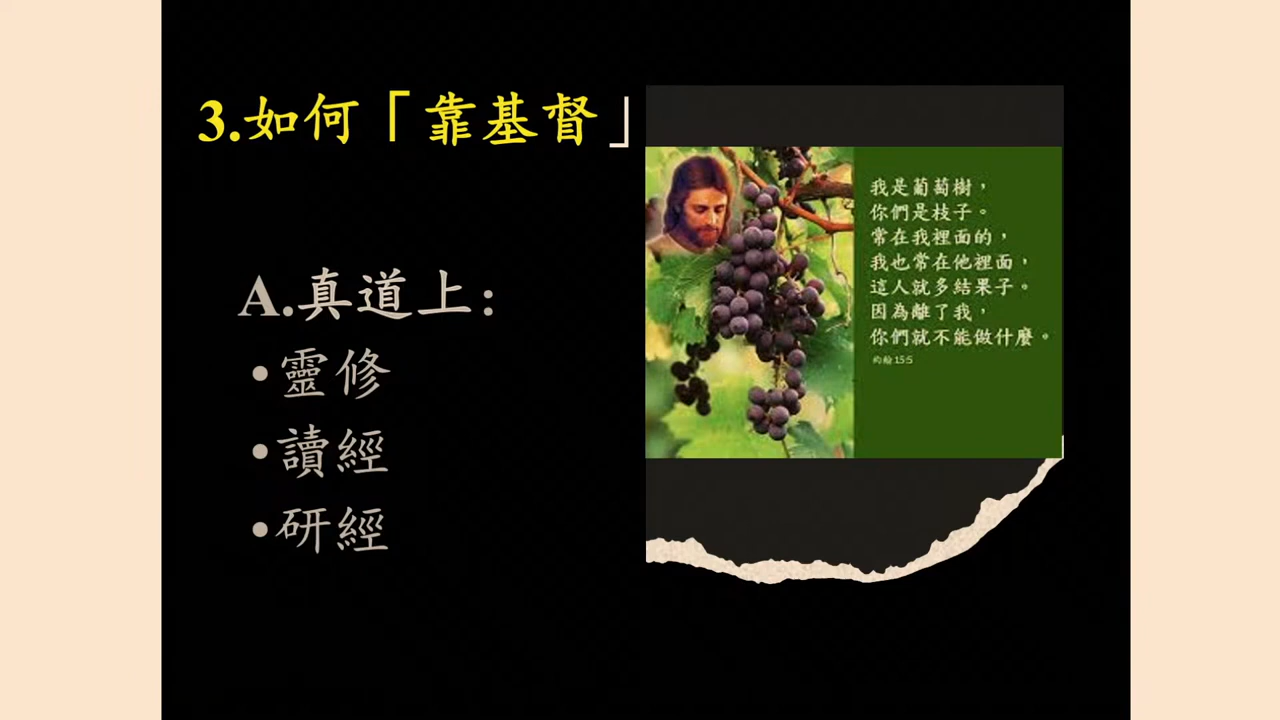 3.如何「靠基督」
A.真道上:
•靈修
•讀經
•研經
我是葡萄樹，
你們是枝子。
常在我裡面的，
我也常在他裡面，
這人就多結果子。
因為離了我，
你們就不能做什麼。
約翰15:5